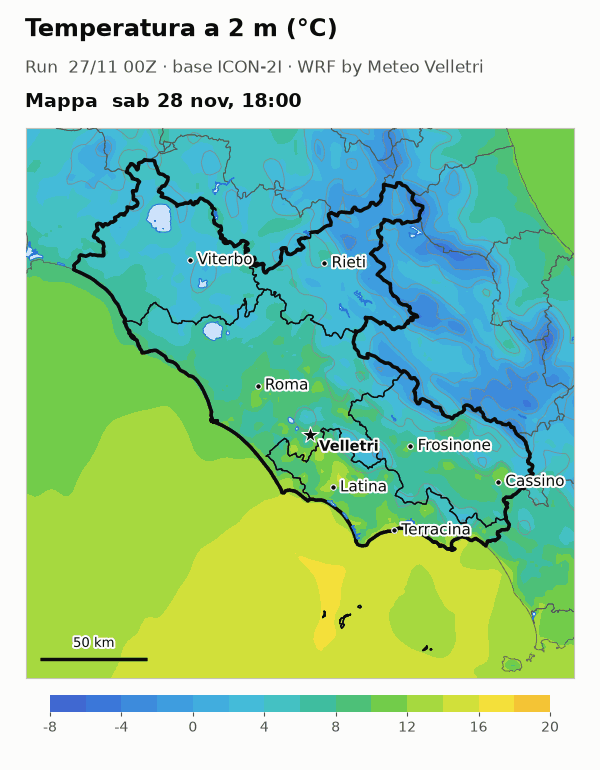 Temperatura a 2 m (°C)
Run  27/11 00Z · base ICON-2I · WRF by Meteo Velletri
Mappa  sab 28 nov, 18:00
Viterbo
Rieti
Roma
Velletri
Frosinone
Cassino
Latina
Terracina
50 km
-8 -4 0 4 8 12 16 20